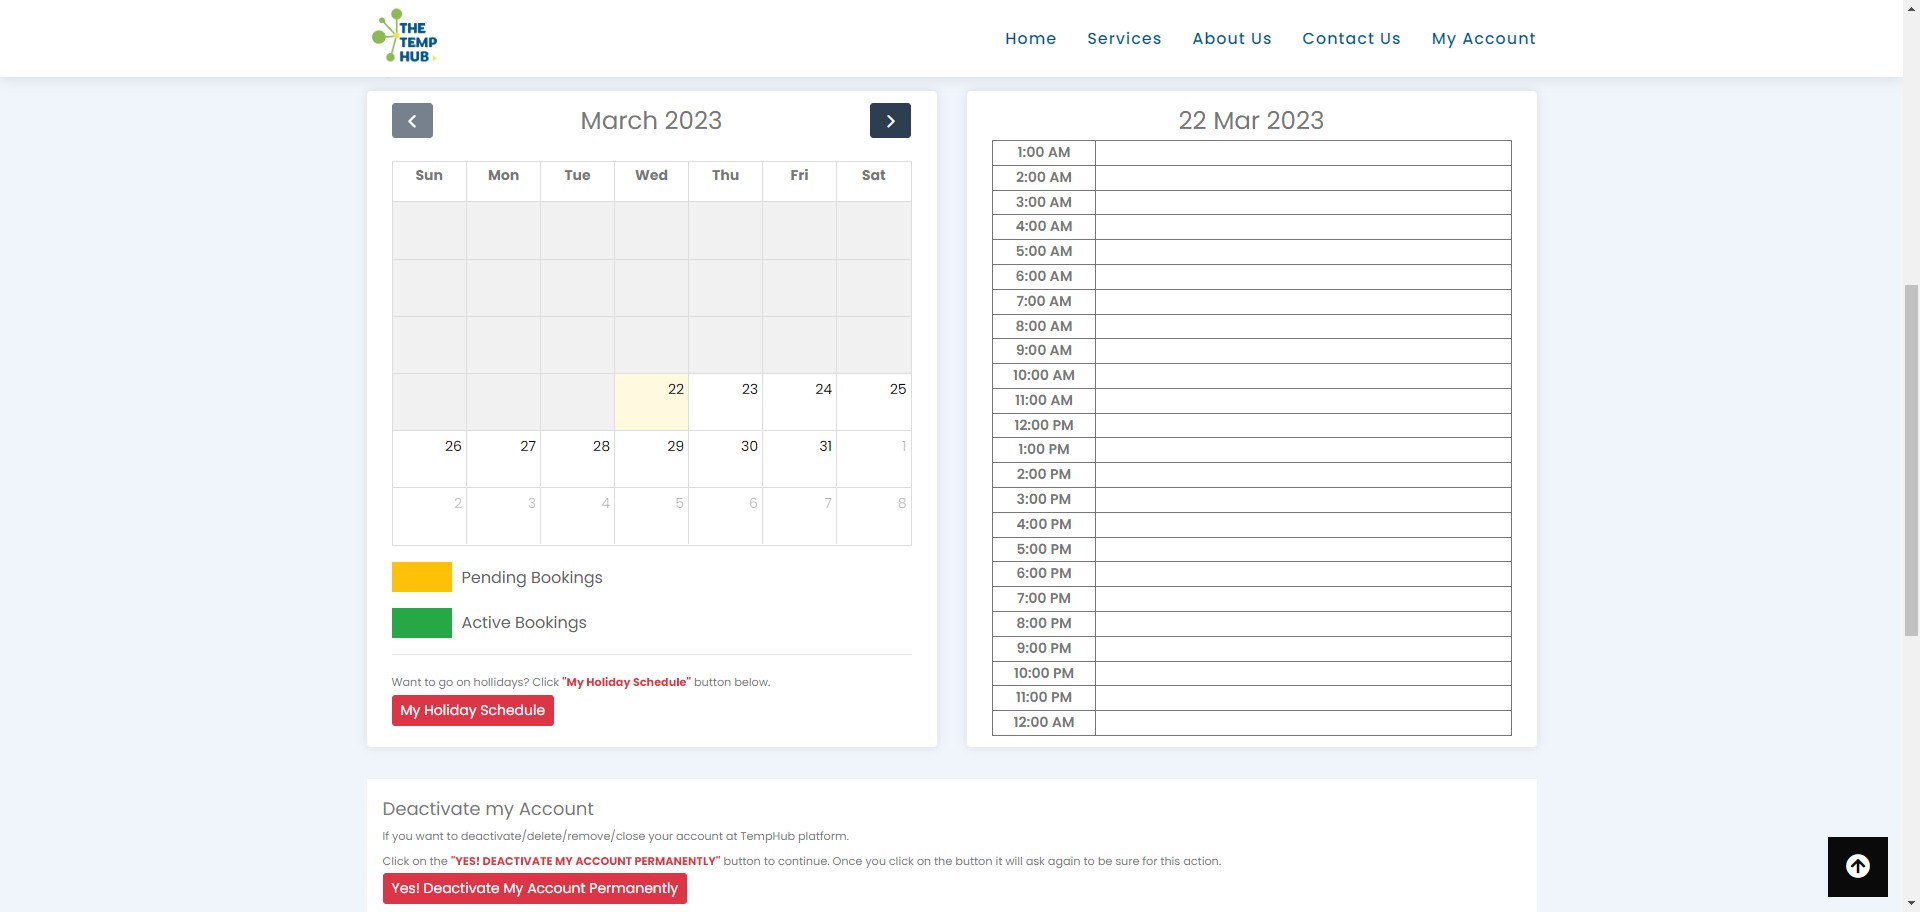 THE
TEMP
HUB
Home Services About Us Contact Us My Account
March 2023
Sun Mon Tue Wed Thu Fri Sat
22 23 24 25
26 27 28 29 30 31 1
2 3 4 5 6 7 8
Pending Bookings
Active Bookings
Want to go on hollidays? Click "My Holiday Schedule" button below.
My Holiday Schedule
22 Mar 2023
1:00 AM
2:00 AM
3:00 AM
4:00 AM
5:00 AM
6:00 AM
7:00 AM
8:00 AM
9:00 AM
10:00 AM
11:00 AM
12:00 PM
1:00 PM
2:00 PM
3:00 PM
4:00 PM
5:00 PM
6:00 PM
7:00 PM
8:00 PM
9:00 PM
10:00 PM
11:00 PM
12:00 AM
Deactivate my Account
If you want to deactivate/delete/remove/close your account at TempHub platform.
Click on the "YES! DEACTIVATE MY ACCOUNT PERMANENTLY" button to continue. Once you click on the button it will ask again to be sure for this action.
Yes! Deactivate My Account Permanently